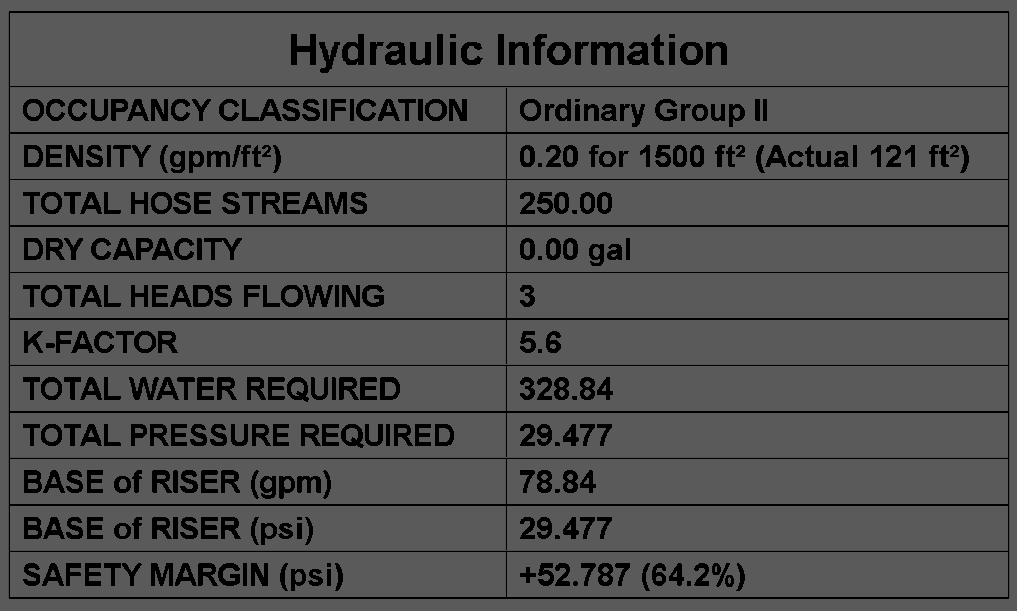 Hydraulic Information
OCCUPANCY CLASSIFICATION Ordinary Group II
DENSITY (gpm/ft²) 0.20 for 1500 ft² (Actual 121 ft²)
TOTAL HOSE STREAMS 250.00
DRY CAPACITY 0.00 gal
TOTAL HEADS FLOWING 3
K-FACTOR 5.6
TOTAL WATER REQUIRED 328.84
TOTAL PRESSURE REQUIRED 29.477
BASE of RISER (gpm) 78.84
BASE of RISER (psi) 29.477
SAFETY MARGIN (psi) +52.787 (64.2%)